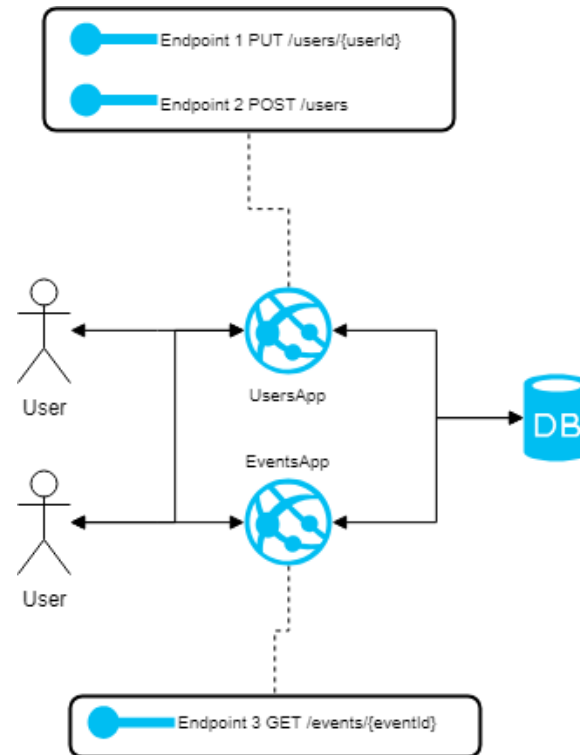 Endpoint 1 PUT /users/{userId}
Endpoint 2 POST /users
User
UsersApp
DB
EventsApp
User
Endpoint 3 GET /events/{eventId}